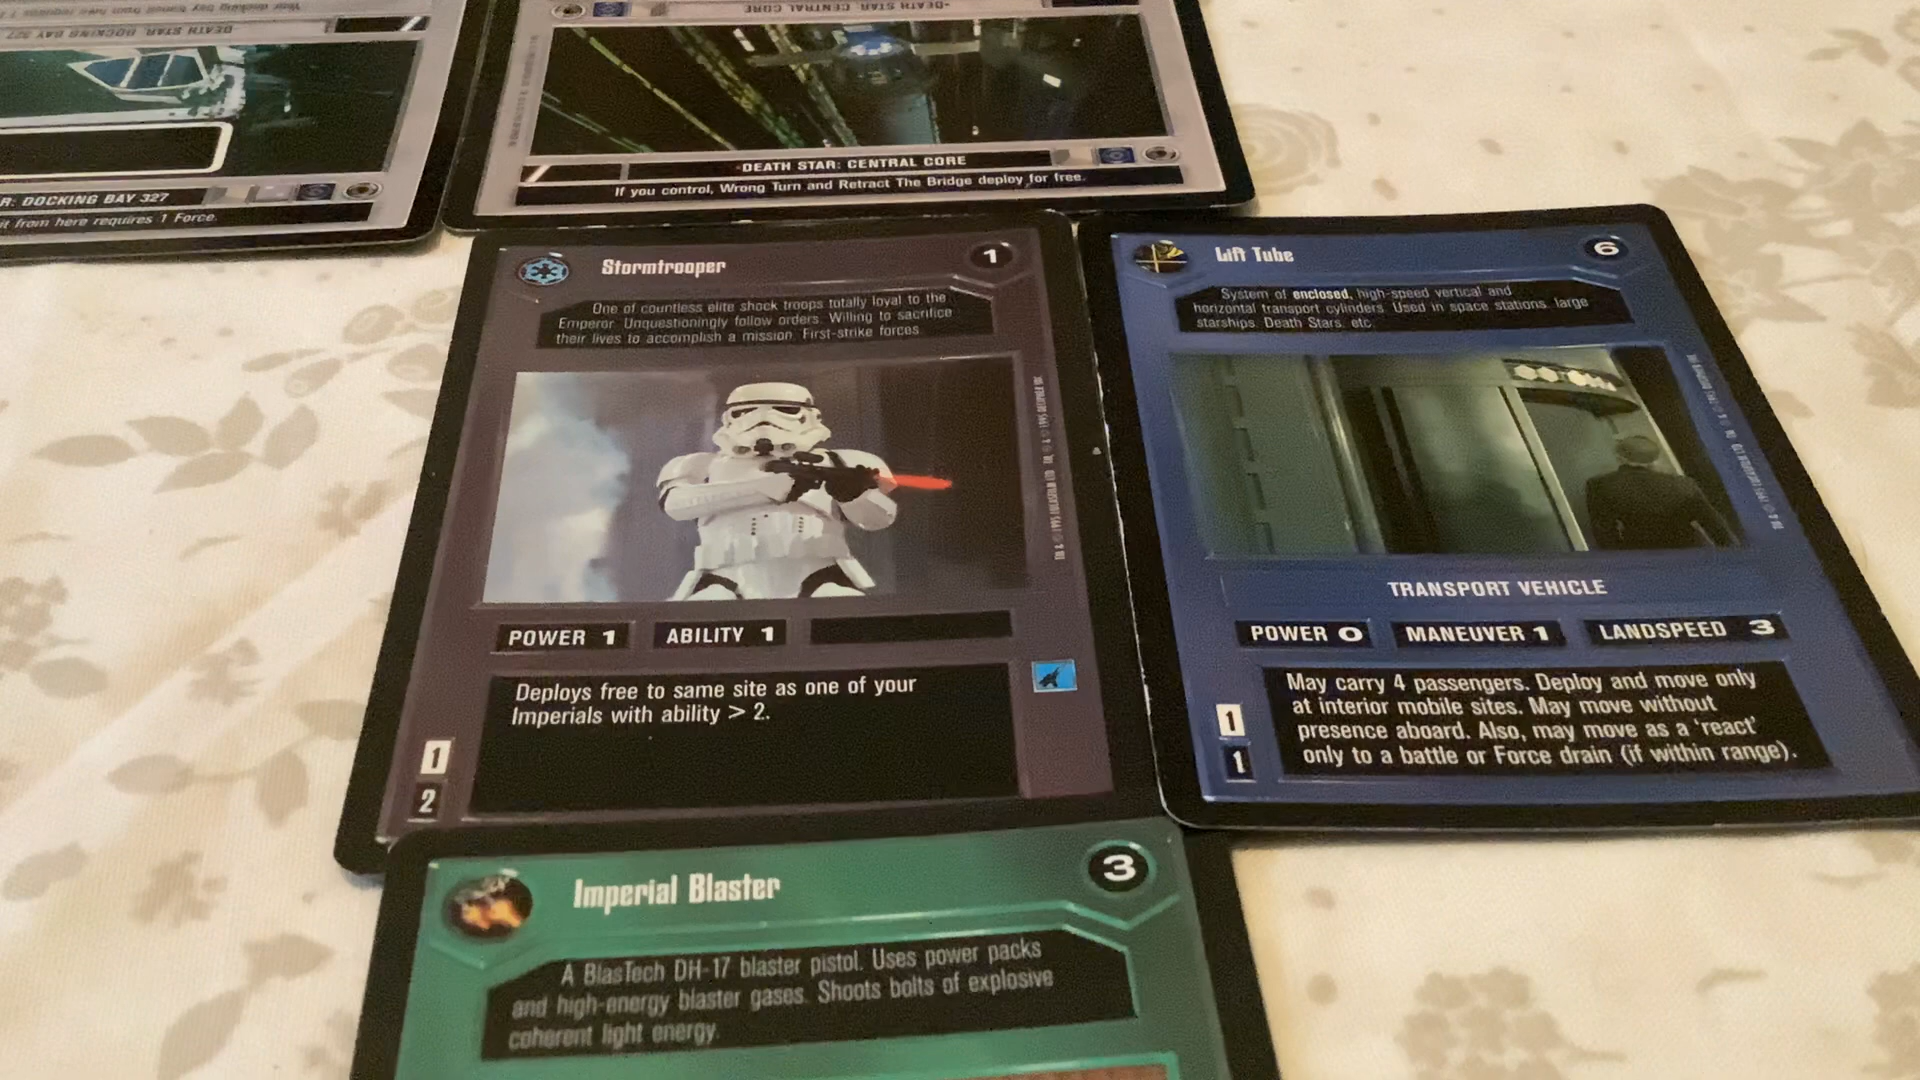 -DEATH STAR: DOCKING BAY 327
R: DOCKING BAY 327
it from here requires 1 Force.
-DEATH STAR: CENTRAL CORE
·DEATH STAR: CENTRAL CORE
If you control, Wrong Turn and Retract The Bridge deploy for free.
Stormtrooper
1
One of countless elite shock troops totally loyal to the
Emperor. Unquestioningly follow orders. Willing to sacrifice
their lives to accomplish a mission. First-strike forces.
POWER 1
ABILITY 1
Deploys free to same site as one of your
Imperials with ability > 2.
1
2
Lift Tube
6
System of enclosed, high-speed vertical and
horizontal transport cylinders. Used in space stations, large
starships, Death Stars, etc.
TRANSPORT VEHICLE
POWER 0
MANEUVER 1
LANDSPEED 3
May carry 4 passengers. Deploy and move only
at interior mobile sites. May move without
presence aboard. Also, may move as a 'react'
only to a battle or Force drain (if within range).
1
1
Imperial Blaster
3
A BlasTech DH-17 blaster pistol. Uses power packs
and high-energy blaster gases. Shoots bolts of explosive
coherent light energy.